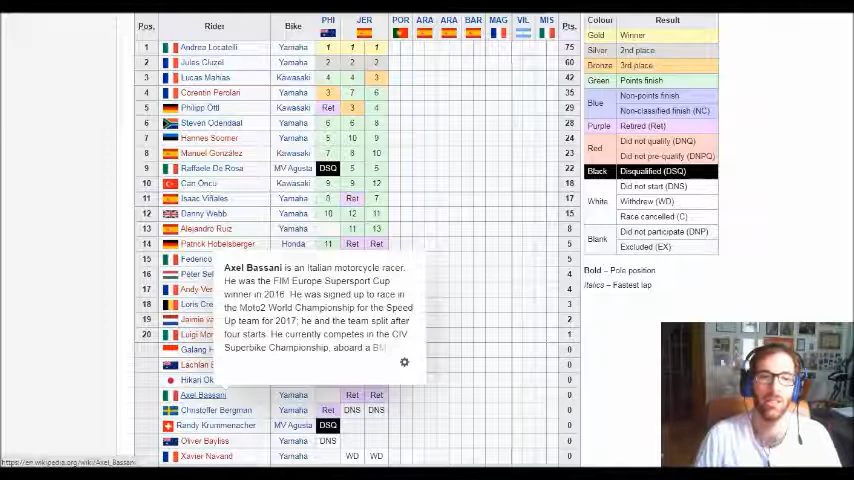 Pos. Rider Bike PHI JER POR ARA ARA BAR MAG VIL MIS Pts.
1 Andrea Locatelli Yamaha 1 1 1 75
2 Jules Cluzel Yamaha 2 2 2 60
3 Lucas Mahias Kawasaki 4 4 3 42
4 Corentin Perolari Yamaha 3 7 6 35
5 Philipp Öttl Kawasaki Ret 3 4 29
6 Steven Odendaal Yamaha 6 6 8 28
7 Hannes Soomer Yamaha 5 10 9 24
8 Manuel González Kawasaki 7 8 10 23
9 Raffaele De Rosa MV Agusta DSQ 5 5 22
10 Can Öncü Kawasaki 9 9 12 18
11 Isaac Viñales Yamaha 8 Ret 7 17
12 Danny Webb Yamaha 10 12 11 15
13 Alejandro Ruiz Yamaha 11 13 8
14 Patrick Hobelsberger Honda 11 Ret Ret 5
15 Federico 5
16 Péter 4
17 Andy 4
18 Loris 3
19 Jaimie 2
20 Luigi 1
Galang 0
Lachlan 0
Hikari 0
Axel Bassani Yamaha Ret Ret 0
Christoffer Bergman Yamaha Ret DNS DNS 0
Randy Krummenacher MV Agusta DSQ 0
Oliver Bayliss Yamaha DNS 0
Xavier Navand Yamaha WD WD 0
Axel Bassani is an Italian motorcycle racer.
He was the FIM Europe Supersport Cup
winner in 2016. He was signed up to race in
the Moto2 World Championship for the Speed
Up team for 2017; he and the team split after
four starts. He currently competes in the CIV
Superbike Championship, aboard a
Colour Result
Gold Winner
Silver 2nd place
Bronze 3rd place
Green Points finish
Blue Non-points finish
Non-classified finish (NC)
Purple Retired (Ret)
Red Did not qualify (DNQ)
Did not pre-qualify (DNPQ)
Black Disqualified (DSQ)
White Did not start (DNS)
Withdrew (WD)
Race cancelled (C)
Blank Did not participate (DNP)
Excluded (EX)
Bold – Pole position
Italics – Fastest lap
https://en.wikipedia.org/wiki/Axel_Bassani